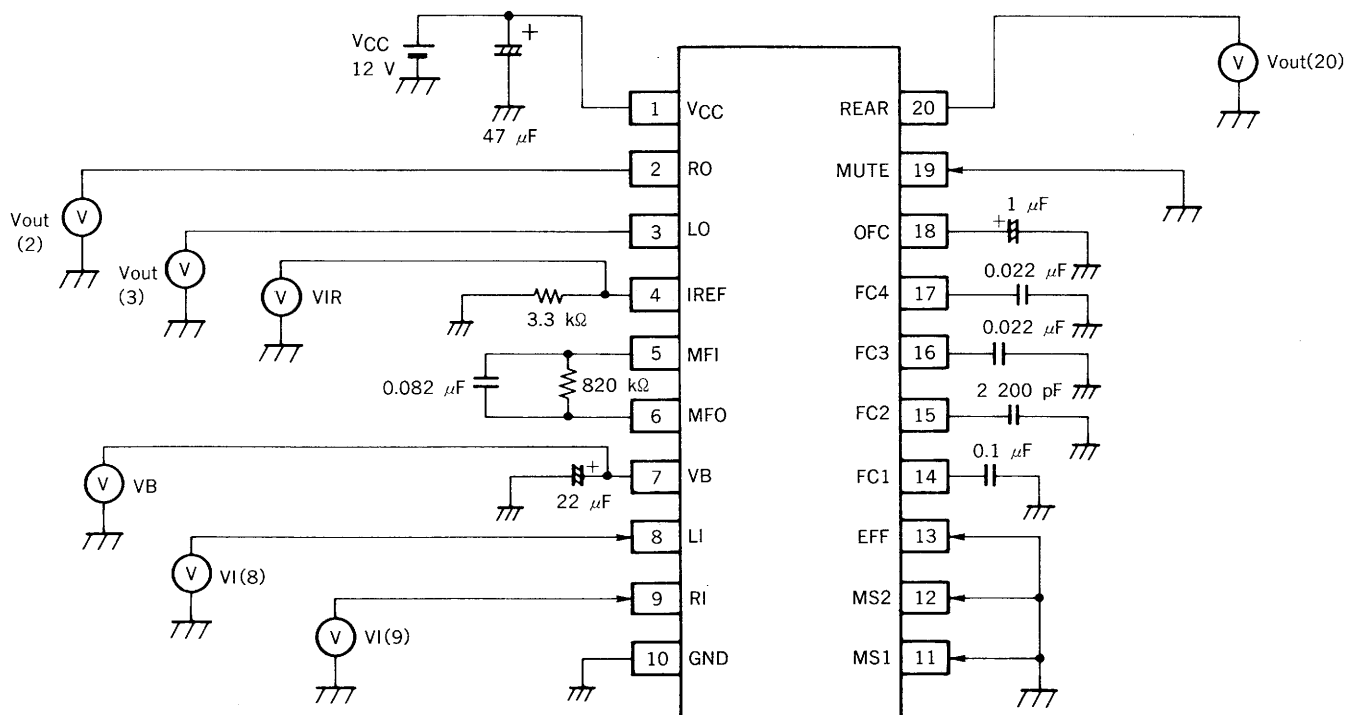 VCC
12 V
+
47 μF
1 VCC
REAR 20
V Vout(20)
2 RO
MUTE 19
Vout
(2)
V
3 LO
OFC 18
+ 1 μF
Vout
(3)
V
V VIR
4 IREF
3.3 kΩ
FC4 17
0.022 μF
5 MFI
0.082 μF
820 kΩ
FC3 16
0.022 μF
6 MFO
FC2 15
2 200 pF
V VB
7 VB
+
22 μF
FC1 14
0.1 μF
8 LI
EFF 13
V VI(8)
9 RI
MS2 12
V VI(9)
10 GND
MS1 11